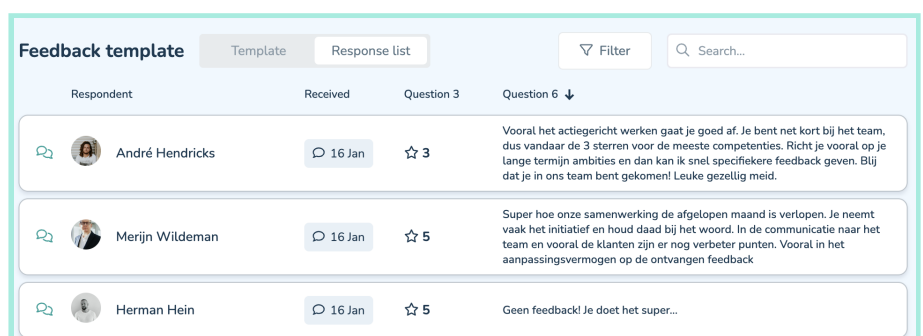 Feedback template
Template
Response list
Filter
Search...
Respondent
Received
Question 3
Question 6
André Hendricks
16 Jan
3
Vooral het actiegericht werken gaat je goed af. Je bent net kort bij het team,
dus vandaar de 3 sterren voor de meeste competenties. Richt je vooral op je
lange termijn ambities en dan kan ik snel specifiekere feedback geven. Blij
dat je in ons team bent gekomen! Leuke gezellig meid.
Merijn Wildeman
16 Jan
5
Super hoe onze samenwerking de afgelopen maand is verlopen. Je neemt
vaak het initiatief en houd daad bij het woord. In de communicatie naar het
team en vooral de klanten zijn er nog verbeter punten. Vooral in het
aanpassingsvermogen op de ontvangen feedback
Herman Hein
16 Jan
5
Geen feedback! Je doet het super...